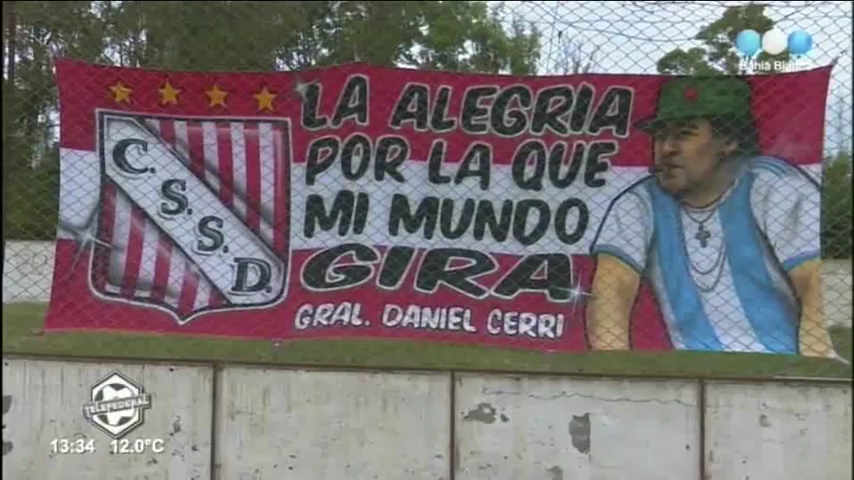 Bahía Blanca
LA ALEGRIA
POR LA QUE
MI MUNDO
GIRA
GRAL. DANIEL CERRI
C.S.S.D.
TELEFEDERAL
13:34 12.0°C